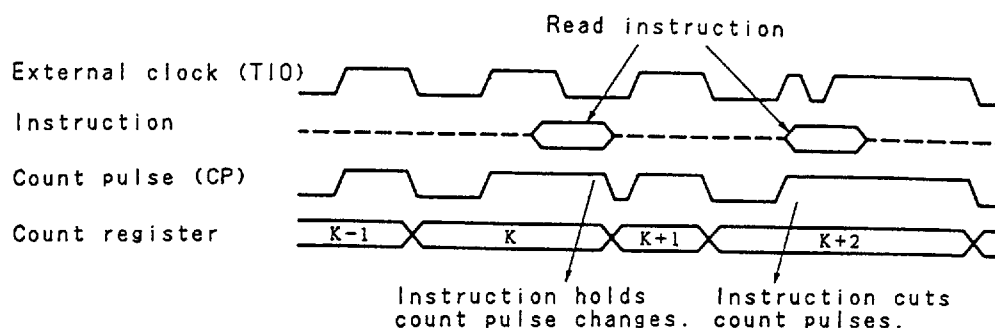 Read instruction
External clock (TIO)
Instruction
Count pulse (CP)
Count register
K-1 K K+1 K+2
Instruction holds
count pulse changes.
Instruction cuts
count pulses.